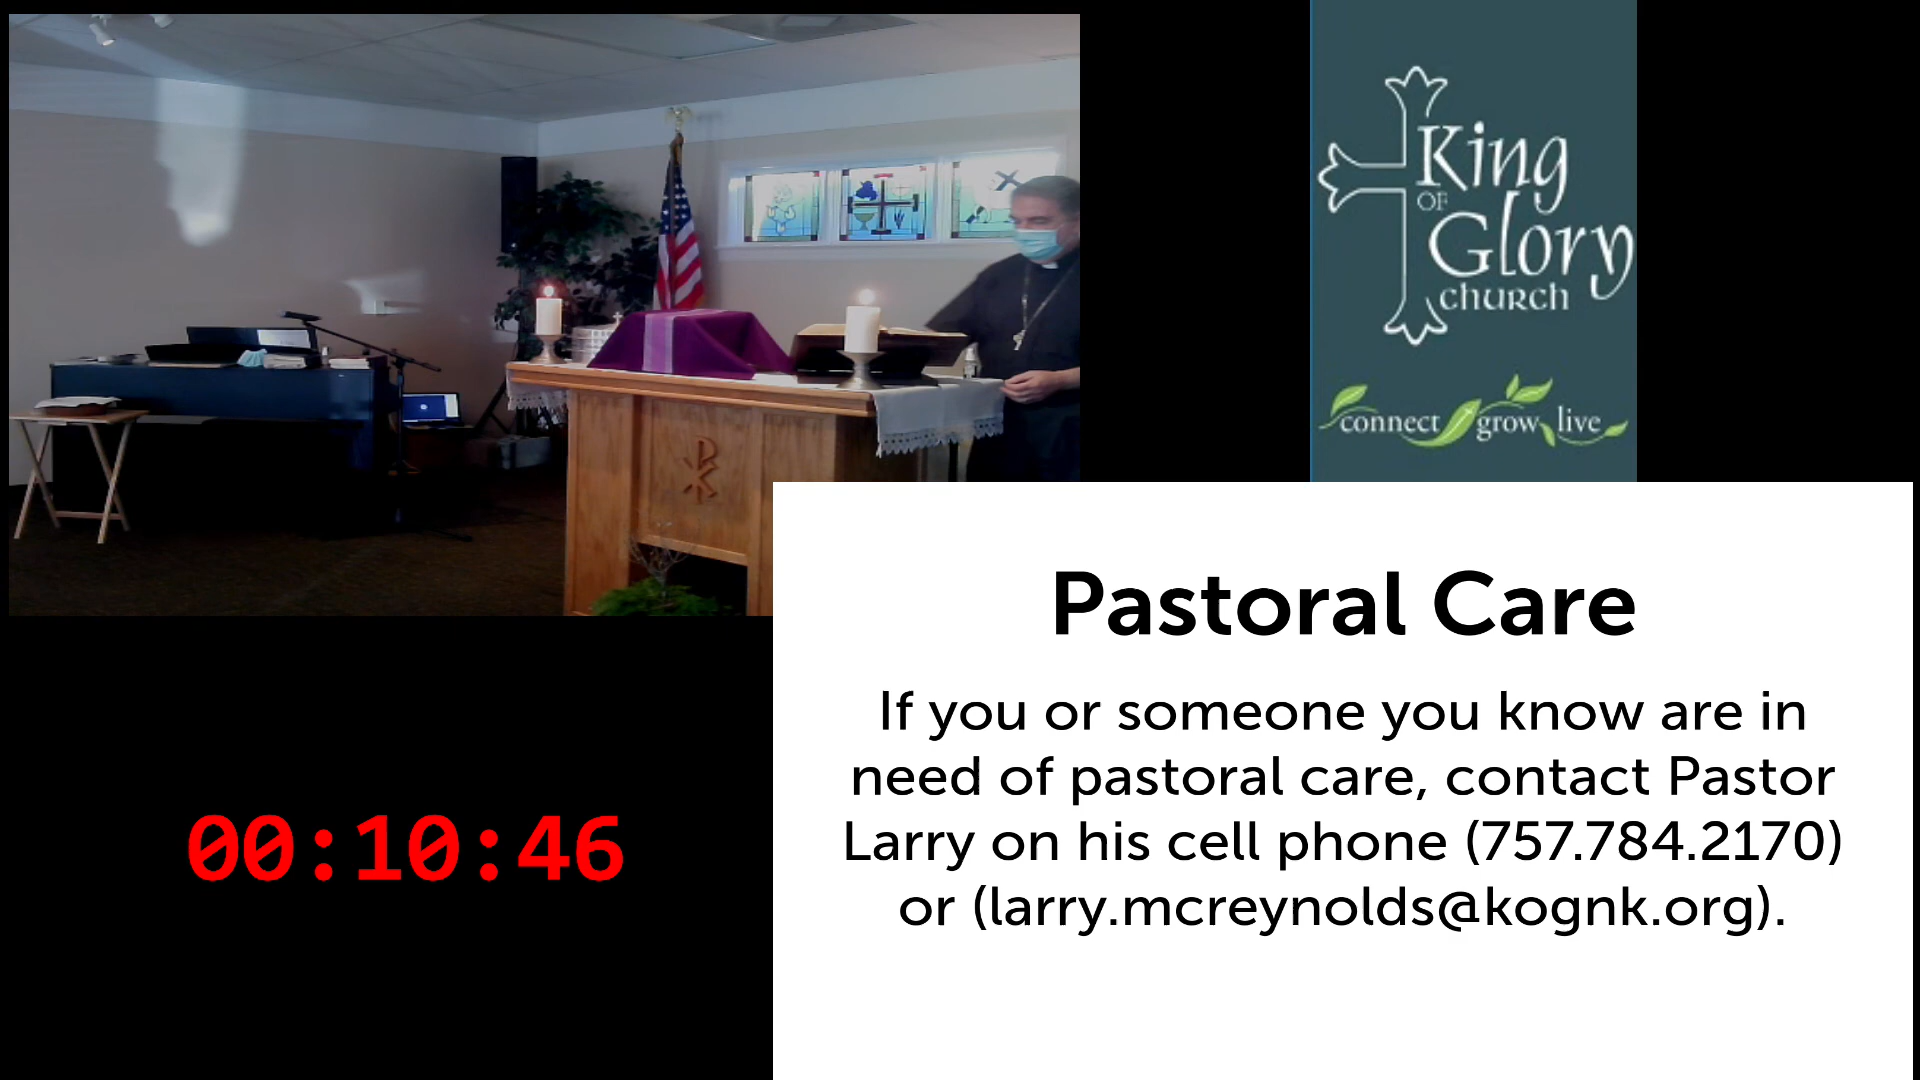 King
OF
Glory
church
connect grow live
Pastoral Care
If you or someone you know are in
need of pastoral care, contact Pastor
Larry on his cell phone (757.784.2170)
or (larry.mcreynolds@kognk.org).
00:10:46